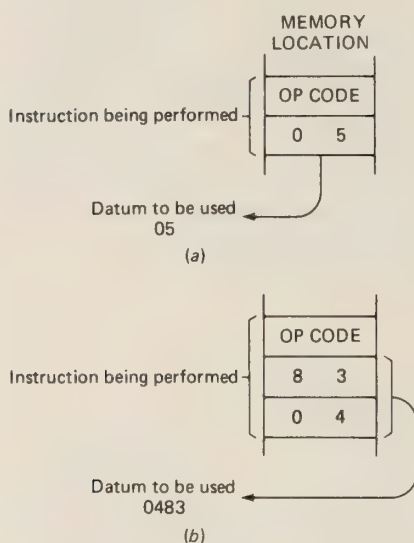 MEMORY
LOCATION
OP CODE
Instruction being performed
0 5
Datum to be used
05
(a)
OP CODE
8 3
Instruction being performed
0 4
Datum to be used
0483
(b)